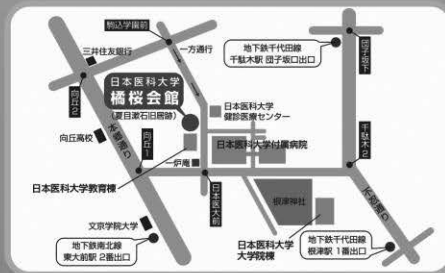 駒込学園前
三井住友銀行
一方通行
地下鉄千代田線
千駄木駅 団子坂口出口
団子坂下
向丘2
日本医科大学
橘桜会館
(夏目漱石旧居跡)
日本医科大学
健診医療センター
向丘高校
本郷通り
向丘1
日本医科大学付属病院
千駄木2
一炉庵
日本医科大学教育棟
日本医大前
根津神社
不忍通り
文京学院大学
日本医科大学
大学院棟
地下鉄南北線
東大前駅 2番出口
地下鉄千代田線
根津駅 1番出口